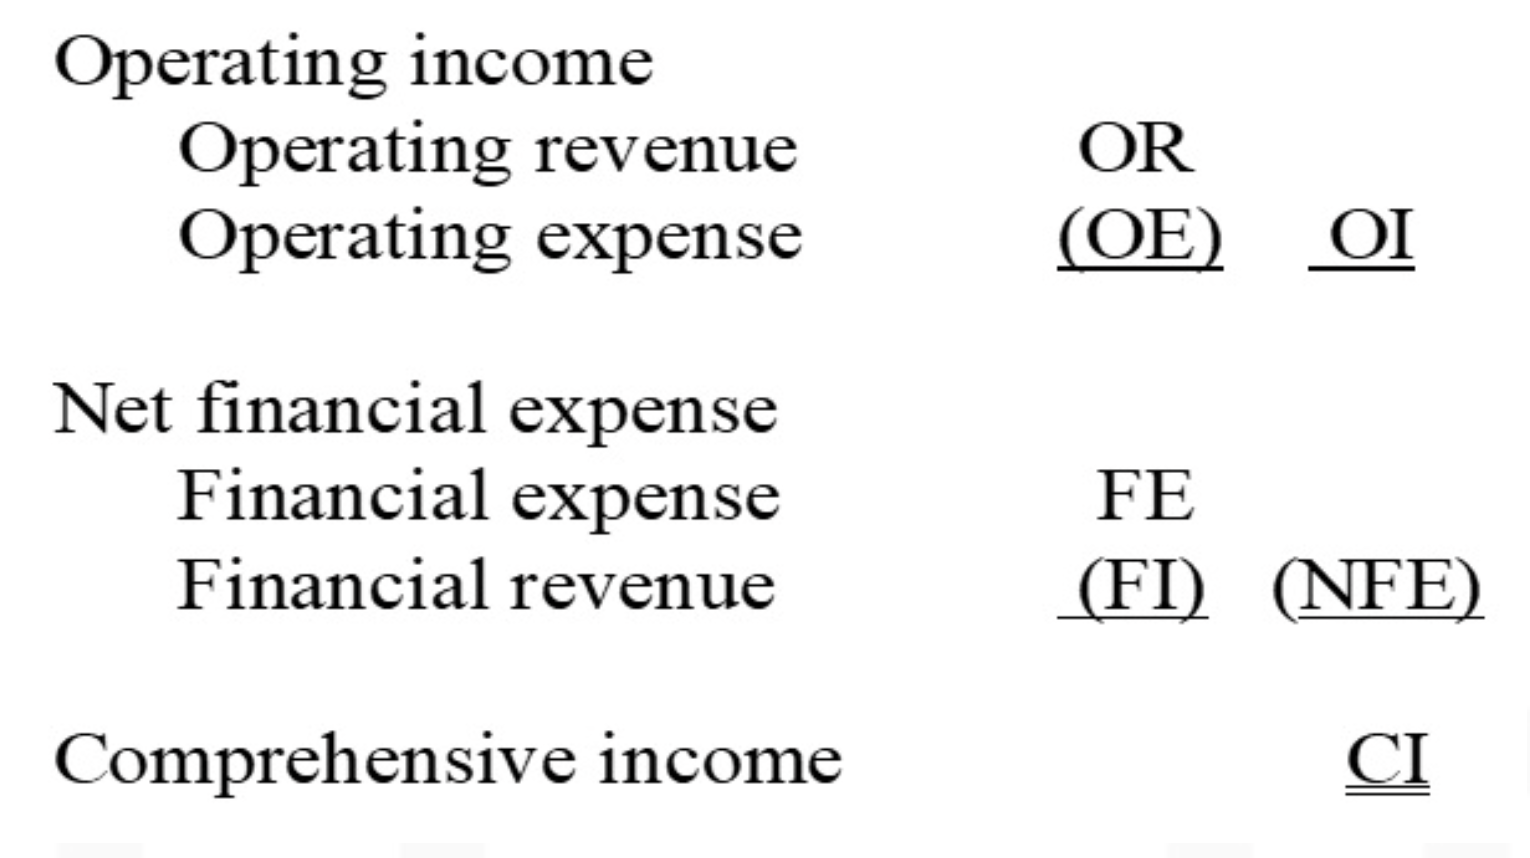 Operating income
Operating revenue OR
Operating expense (OE) OI
Net financial expense
Financial expense FE
Financial revenue (FI) (NFE)
Comprehensive income CI